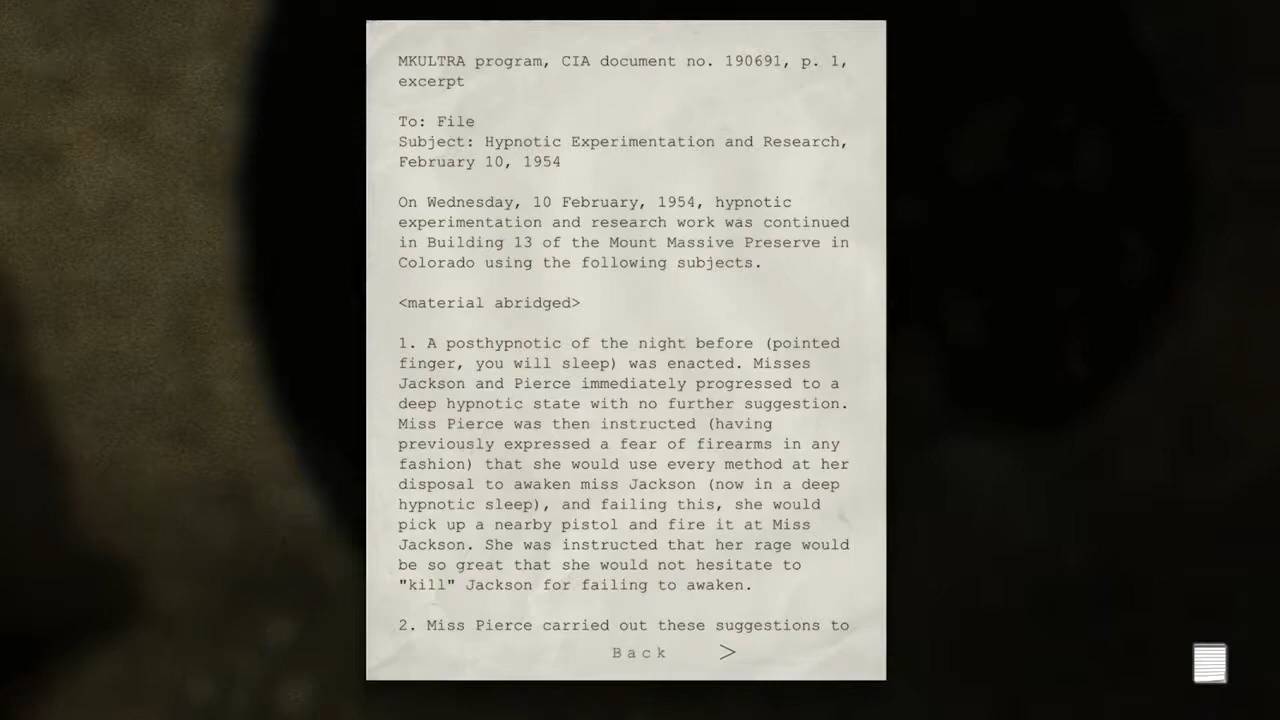 MKULTRA program, CIA document no. 190691, p. 1,
excerpt
To: File
Subject: Hypnotic Experimentation and Research,
February 10, 1954
On Wednesday, 10 February, 1954, hypnotic
experimentation and research work was continued
in Building 13 of the Mount Massive Preserve in
Colorado using the following subjects.
<material abridged>
1. A posthypnotic of the night before (pointed
finger, you will sleep) was enacted. Misses
Jackson and Pierce immediately progressed to a
deep hypnotic state with no further suggestion.
Miss Pierce was then instructed (having
previously expressed a fear of firearms in any
fashion) that she would use every method at her
disposal to awaken miss Jackson (now in a deep
hypnotic sleep), and failing this, she would
pick up a nearby pistol and fire it at Miss
Jackson. She was instructed that her rage would
be so great that she would not hesitate to
"kill" Jackson for failing to awaken.
2. Miss Pierce carried out these suggestions to
Back >